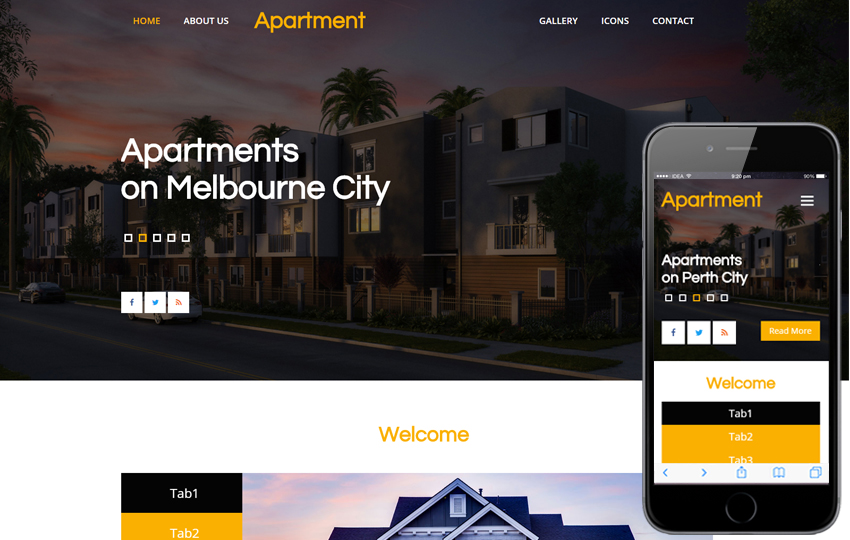 HOME
ABOUT US
Apartment
GALLERY
ICONS
CONTACT
Apartments
on Melbourne City
Welcome
Tab1
Tab2
IDEA
9:20 pm
90%
Apartment
Apartments
on Perth City
Read More
Welcome
Tab1
Tab2
Tab3